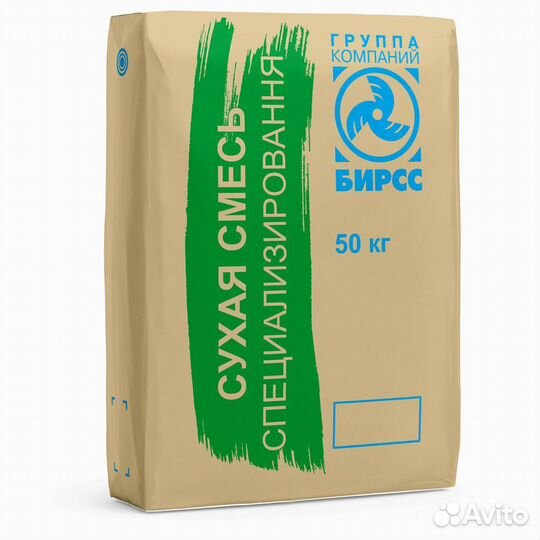 ГРУППА
КОМПАНИЙ
БИРСС
50 кг
СУХАЯ СМЕСЬ
СПЕЦИАЛИЗИРОВАННЯ
Avito